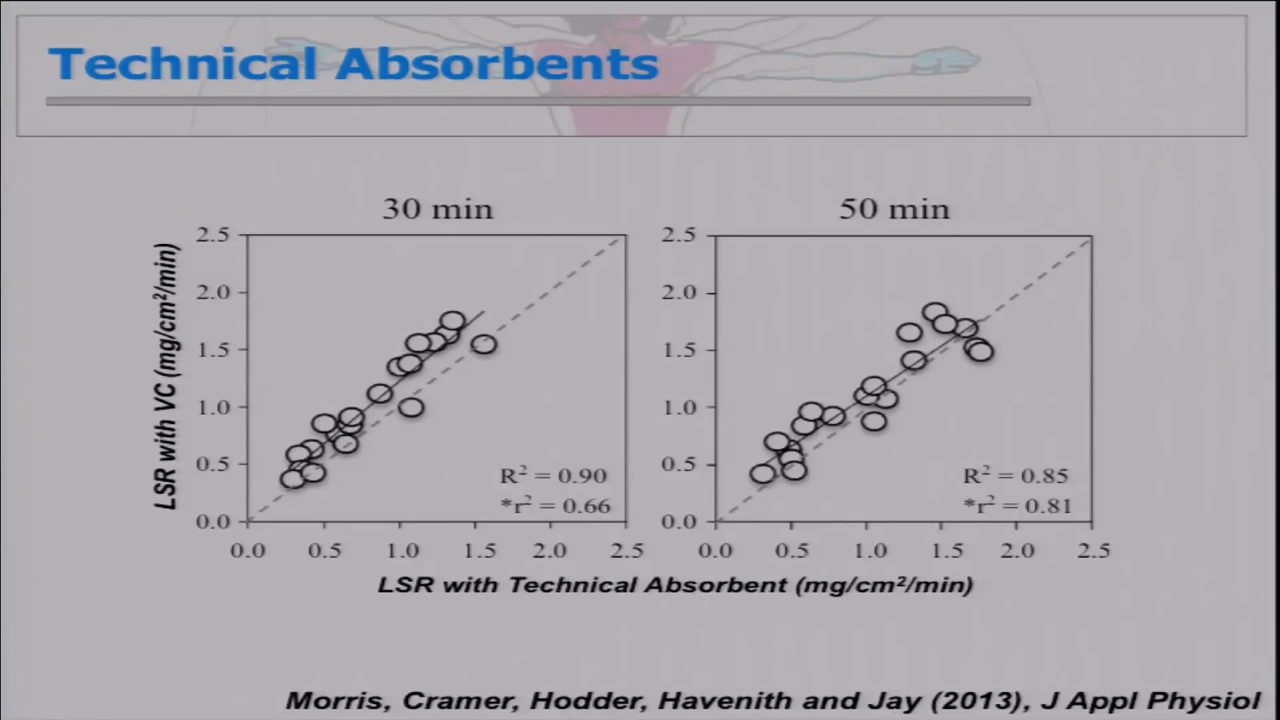 Technical Absorbents
30 min
50 min
LSR with VC (mg/cm²/min)
2.5
2.0
1.5
1.0
0.5
0.0
R² = 0.90
*r² = 0.66
0.0 0.5 1.0 1.5 2.0 2.5
2.5
2.0
1.5
1.0
0.5
0.0
R² = 0.85
*r² = 0.81
0.0 0.5 1.0 1.5 2.0 2.5
LSR with Technical Absorbent (mg/cm²/min)
Morris, Cramer, Hodder, Havenith and Jay (2013), J Appl Physiol